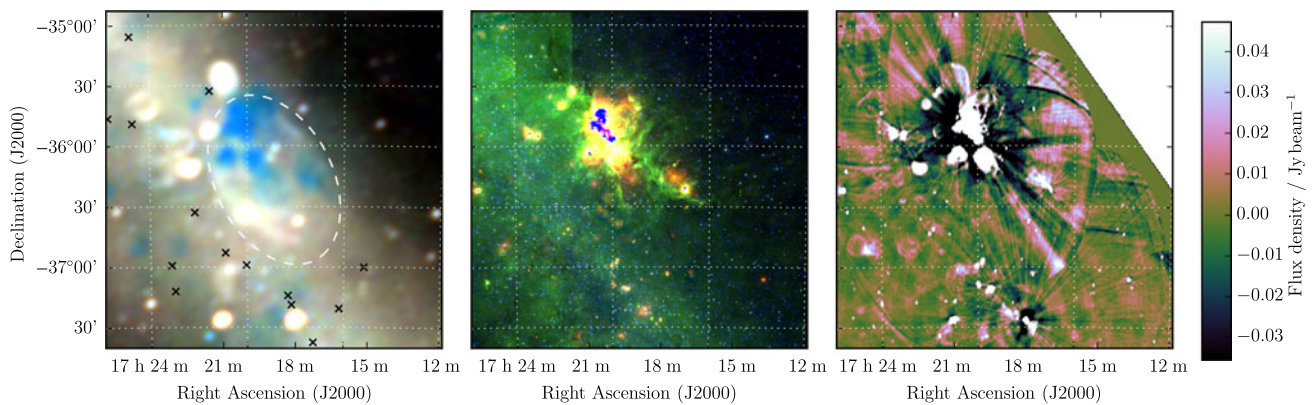 −35°00′
30′
−36°00′
30′
−37°00′
30′
Declination (J2000)
17 h 24 m 21 m 18 m 15 m 12 m
Right Ascension (J2000)
17 h 24 m 21 m 18 m 15 m 12 m
Right Ascension (J2000)
17 h 24 m 21 m 18 m 15 m 12 m
Right Ascension (J2000)
0.04
0.03
0.02
0.01
0.00
−0.01
−0.02
−0.03
Flux density / Jy beam⁻¹